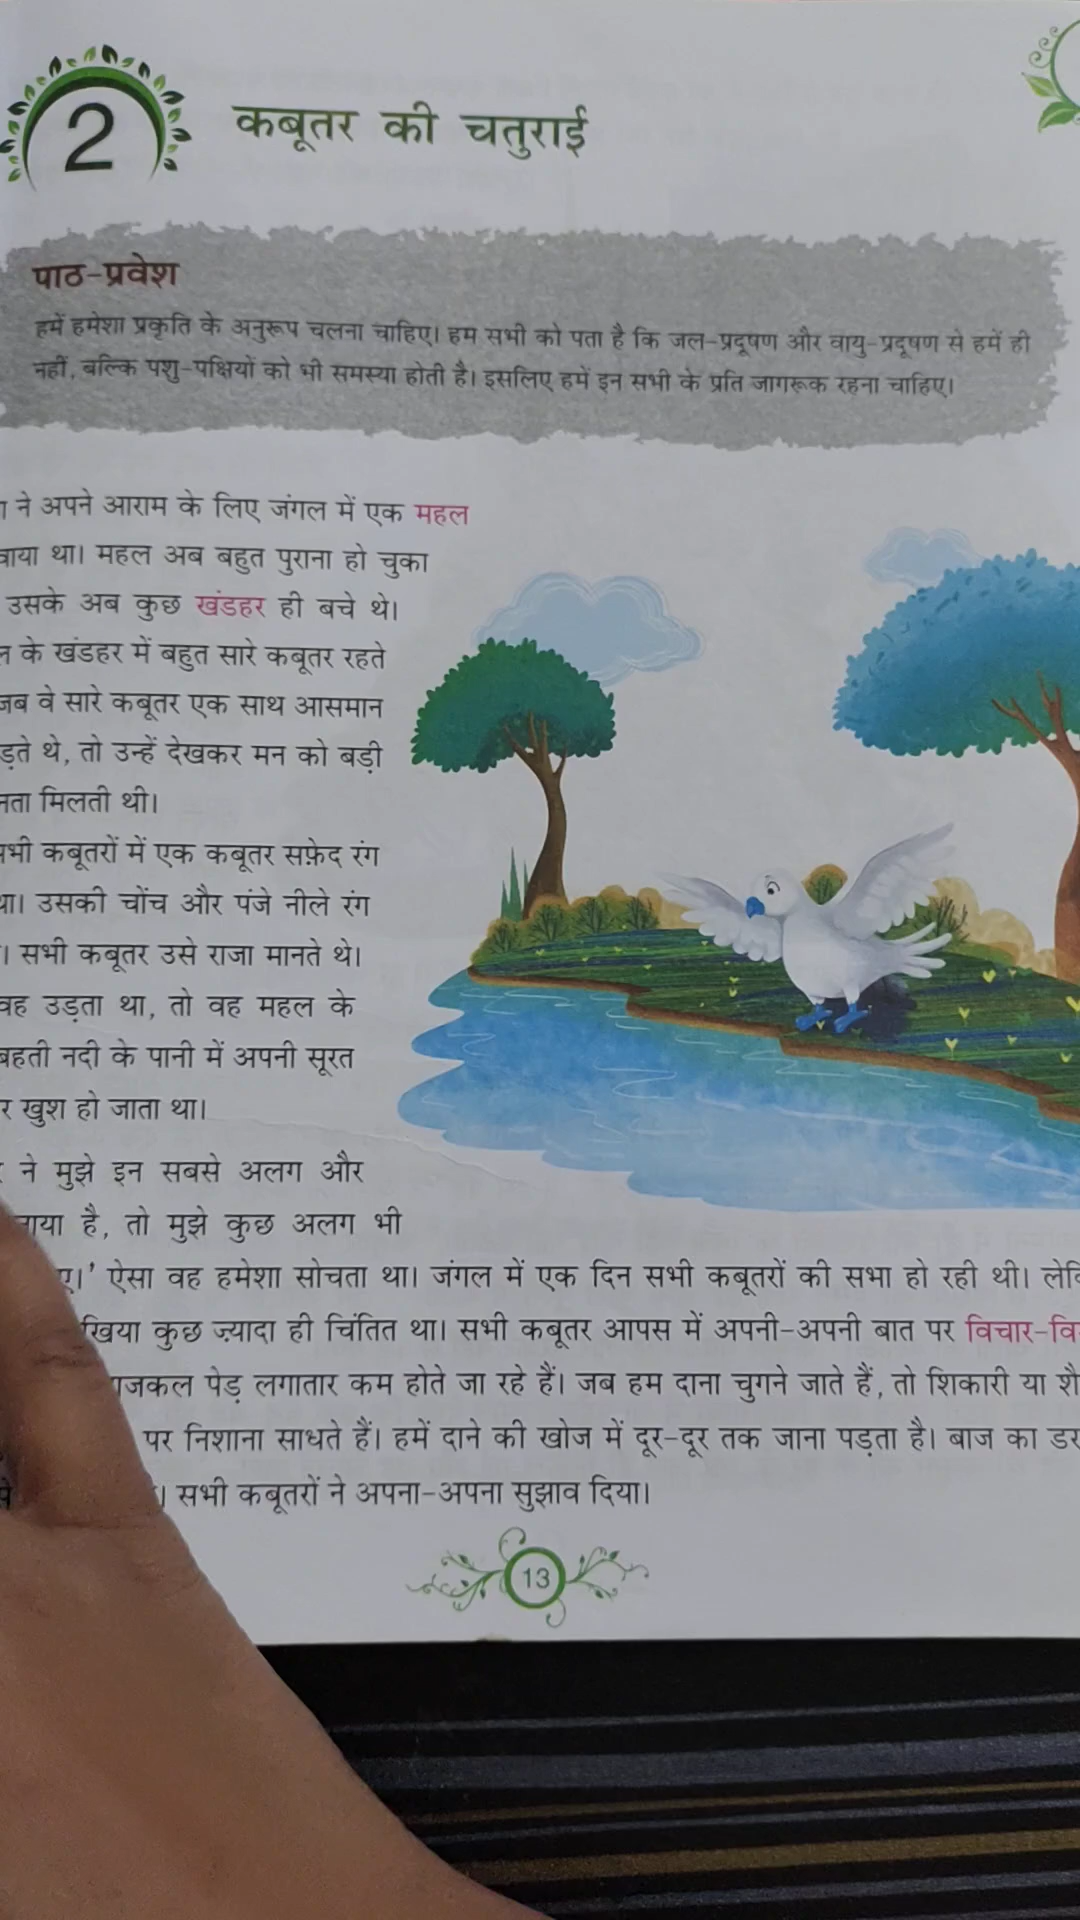 2
कबूतर की चतुराई
पाठ-प्रवेश
हमें हमेशा प्रकृति के अनुरूप चलना चाहिए। हम सभी को पता है कि जल-प्रदूषण और वायु-प्रदूषण से हमें ही
नहीं, बल्कि पशु-पक्षियों को भी समस्या होती है। इसलिए हमें इन सभी के प्रति जागरूक रहना चाहिए।
ने अपने आराम के लिए जंगल में एक महल
था। महल अब बहुत पुराना हो चुका
उसके अब कुछ खंडहर ही बचे थे।
के खंडहर में बहुत सारे कबूतर रहते
जब वे सारे कबूतर एक साथ आसमान
थे, तो उन्हें देखकर मन को बड़ी
मिलती थी।
कबूतरों में एक कबूतर सफ़ेद रंग
था। उसकी चोंच और पंजे नीले रंग
। सभी कबूतर उसे राजा मानते थे।
वह उड़ता था, तो वह महल के
बहती नदी के पानी में अपनी सूरत
खुश हो जाता था।
ने मुझे इन सबसे अलग और
है, तो मुझे कुछ अलग भी
ऐसा वह हमेशा सोचता था। जंगल में एक दिन सभी कबूतरों की सभा हो रही थी।
कुछ ज़्यादा ही चिंतित था। सभी कबूतर आपस में अपनी-अपनी बात पर विचार-वि
पेड़ लगातार कम होते जा रहे हैं। जब हम दाना चुगने जाते हैं, तो शिकारी या
पर निशाना साधते हैं। हमें दाने की खोज में दूर-दूर तक जाना पड़ता है। बाज का डर
। सभी कबूतरों ने अपना-अपना सुझाव दिया।
13